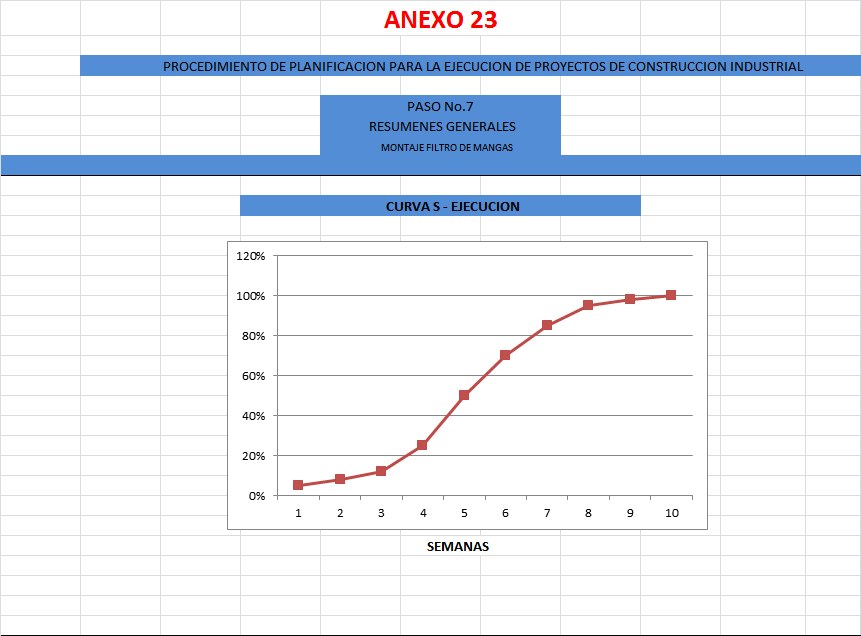 ANEXO 23
PROCEDIMIENTO DE PLANIFICACION PARA LA EJECUCION DE PROYECTOS DE CONSTRUCCION INDUSTRIAL
PASO No.7
RESUMENES GENERALES
MONTAJE FILTRO DE MANGAS
CURVA S - EJECUCION
120%
100%
80%
60%
40%
20%
0%
1 2 3 4 5 6 7 8 9 10
SEMANAS